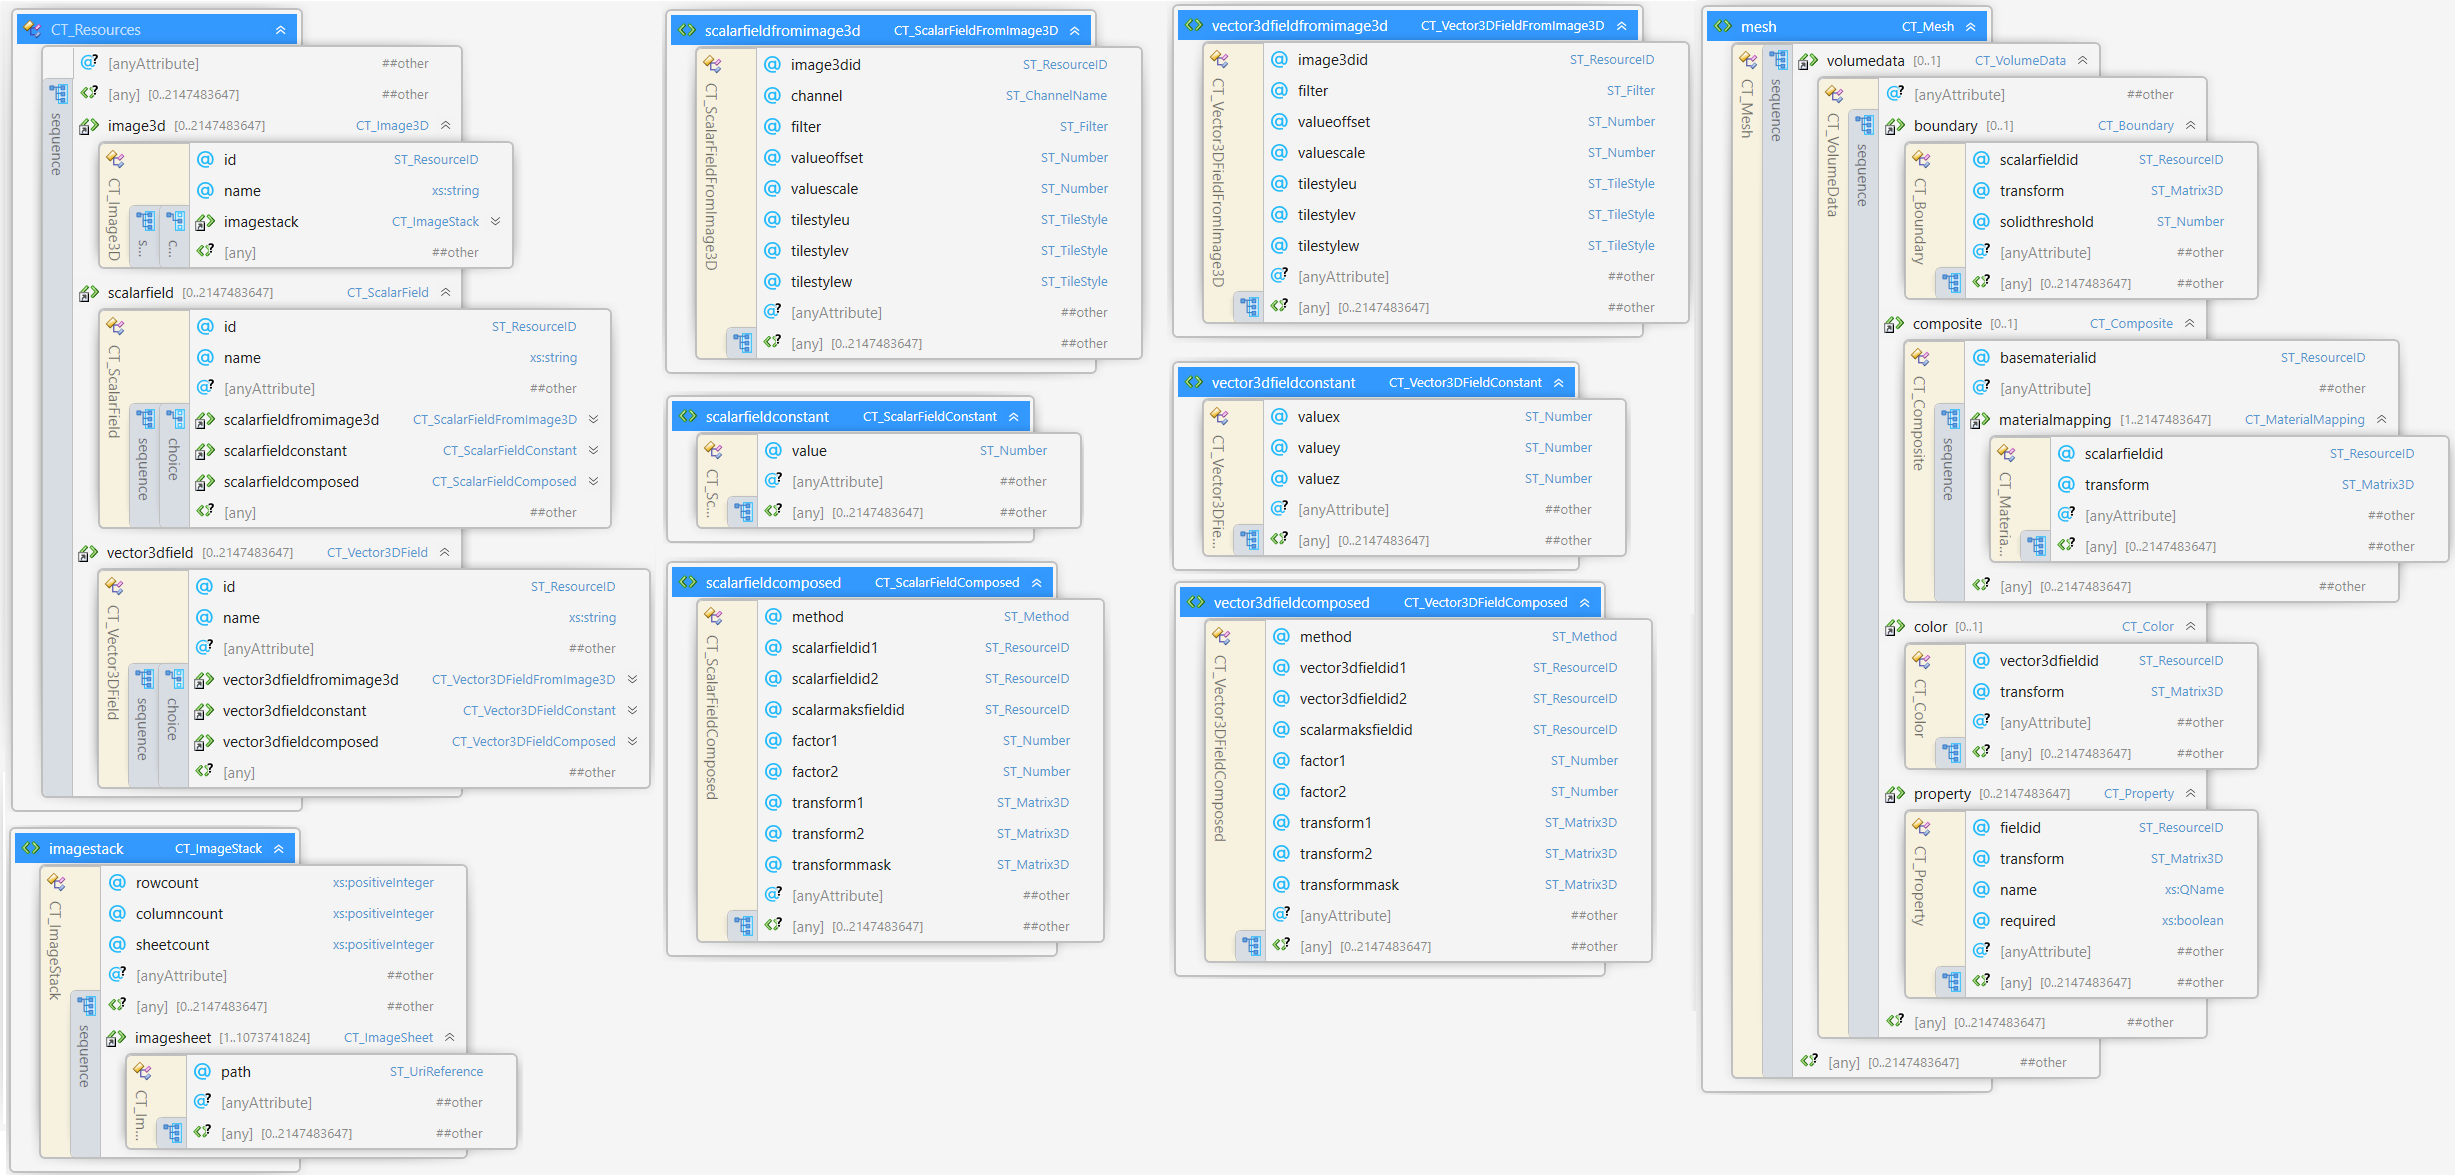 CT_Resources
[anyAttribute] ##other
[any] [0..2147483647] ##other
sequence
image3d [0..2147483647] CT_Image3D
CT_Image3D
id ST_ResourceID
name xs:string
s... c...
imagestack CT_ImageStack
[any] ##other
scalarfield [0..2147483647] CT_ScalarField
CT_ScalarField
id ST_ResourceID
name xs:string
[anyAttribute] ##other
sequence choice
scalarfieldfromimage3d CT_ScalarFieldFromImage3D
scalarfieldconstant CT_ScalarFieldConstant
scalarfieldcomposed CT_ScalarFieldComposed
[any] ##other
vector3dfield [0..2147483647] CT_Vector3DField
CT_Vector3DField
id ST_ResourceID
name xs:string
[anyAttribute] ##other
sequence choice
vector3dfieldfromimage3d CT_Vector3DFieldFromImage3D
vector3dfieldconstant CT_Vector3DFieldConstant
vector3dfieldcomposed CT_Vector3DFieldComposed
[any] ##other
imagestack CT_ImageStack
CT_ImageStack
rowcount xs:positiveInteger
columncount xs:positiveInteger
sheetcount xs:positiveInteger
[anyAttribute] ##other
[any] [0..2147483647] ##other
sequence
imagesheet [1..1073741824] CT_ImageSheet
CT_Im...
path ST_UriReference
[anyAttribute] ##other
[any] [0..2147483647] ##other
scalarfieldfromimage3d CT_ScalarFieldFromImage3D
CT_ScalarFieldFromImage3D
image3did ST_ResourceID
channel ST_ChannelName
filter ST_Filter
valueoffset ST_Number
valuescale ST_Number
tilestyleu ST_TileStyle
tilestylev ST_TileStyle
tilestylew ST_TileStyle
[anyAttribute] ##other
[any] [0..2147483647] ##other
scalarfieldconstant CT_ScalarFieldConstant
CT_Sc...
value ST_Number
[anyAttribute] ##other
[any] [0..2147483647] ##other
scalarfieldcomposed CT_ScalarFieldComposed
CT_ScalarFieldComposed
method ST_Method
scalarfieldid1 ST_ResourceID
scalarfieldid2 ST_ResourceID
scalarmaksfieldid ST_ResourceID
factor1 ST_Number
factor2 ST_Number
transform1 ST_Matrix3D
transform2 ST_Matrix3D
transformmask ST_Matrix3D
[anyAttribute] ##other
[any] [0..2147483647] ##other
vector3dfieldfromimage3d CT_Vector3DFieldFromImage3D
CT_Vector3DFieldFromImage3D
image3did ST_ResourceID
filter ST_Filter
valueoffset ST_Number
valuescale ST_Number
tilestyleu ST_TileStyle
tilestylev ST_TileStyle
tilestylew ST_TileStyle
[anyAttribute] ##other
[any] [0..2147483647] ##other
vector3dfieldconstant CT_Vector3DFieldConstant
CT_Vector3DFie...
valuex ST_Number
valuey ST_Number
valuez ST_Number
[anyAttribute] ##other
[any] [0..2147483647] ##other
vector3dfieldcomposed CT_Vector3DFieldComposed
CT_Vector3DFieldComposed
method ST_Method
vector3dfieldid1 ST_ResourceID
vector3dfieldid2 ST_ResourceID
scalarmaksfieldid ST_ResourceID
factor1 ST_Number
factor2 ST_Number
transform1 ST_Matrix3D
transform2 ST_Matrix3D
transformmask ST_Matrix3D
[anyAttribute] ##other
[any] [0..2147483647] ##other
mesh CT_Mesh
CT_Mesh
sequence
volumedata [0..1] CT_VolumeData
CT_VolumeData
[anyAttribute] ##other
sequence
boundary [0..1] CT_Boundary
CT_Boundary
scalarfieldid ST_ResourceID
transform ST_Matrix3D
solidthreshold ST_Number
[anyAttribute] ##other
[any] [0..2147483647] ##other
composite [0..1] CT_Composite
CT_Composite
basematerialid ST_ResourceID
[anyAttribute] ##other
sequence
materialmapping [1..2147483647] CT_MaterialMapping
CT_Materia...
scalarfieldid ST_ResourceID
transform ST_Matrix3D
[anyAttribute] ##other
[any] [0..2147483647] ##other
[any] [0..2147483647] ##other
color [0..1] CT_Color
CT_Color
vector3dfieldid ST_ResourceID
transform ST_Matrix3D
[anyAttribute] ##other
[any] [0..2147483647] ##other
property [0..2147483647] CT_Property
CT_Property
fieldid ST_ResourceID
transform ST_Matrix3D
name xs:QName
required xs:boolean
[anyAttribute] ##other
[any] [0..2147483647] ##other
[any] [0..2147483647] ##other
[any] [0..2147483647] ##other